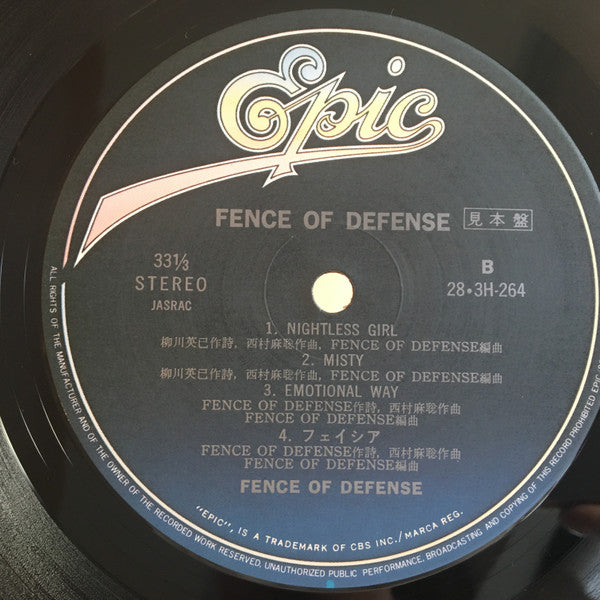 Epic
FENCE OF DEFENSE 見本盤
33⅓
STEREO
JASRAC
B
28・3H-264
1. NIGHTLESS GIRL
柳川英己作詩, 西村麻聡作曲, FENCE OF DEFENSE編曲
2. MISTY
柳川英己作詩, 西村麻聡作曲, FENCE OF DEFENSE編曲
3. EMOTIONAL WAY
FENCE OF DEFENSE作詩, 西村麻聡作曲
FENCE OF DEFENSE編曲
4. フェイシア
FENCE OF DEFENSE作詩, 西村麻聡作曲
FENCE OF DEFENSE編曲
FENCE OF DEFENSE
"EPIC", IS A TRADEMARK OF CBS INC./MARCA REG.
ALL RIGHTS OF THE MANUFACTURER AND OF THE OWNER OF THE RECORDED WORK RESERVED, UNAUTHORIZED PUBLIC PERFORMANCE, BROADCASTING AND COPYING OF THIS RECORD PROHIBITED EPIC